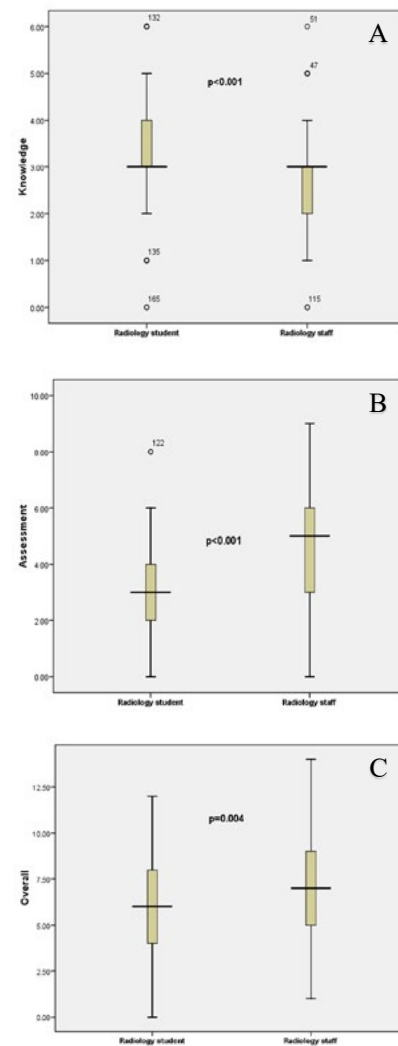 A
6.00
132
51
5.00
47
p<0.001
4.00
Knowledge
3.00
2.00
1.00
135
0.00
165
115
Radiology student
Radiology staff
B
10.00
8.00
122
6.00
Assessment
p<0.001
4.00
2.00
0.00
Radiology student
Radiology staff
C
12.50
p=0.004
10.00
Overall
7.50
5.00
2.50
0.00
Radiology student
Radiology staff